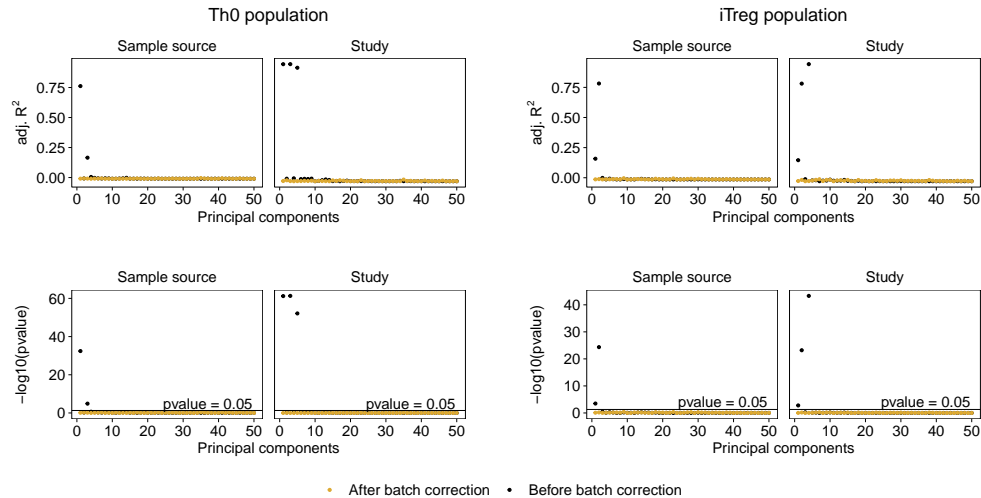 Th0 population
iTreg population
Sample source
Study
Sample source
Study
adj. R²
0.75
0.50
0.25
0.00
0 10 20 30 40 50
0 10 20 30 40 50
Principal components
adj. R²
0.75
0.50
0.25
0.00
0 10 20 30 40 50
0 10 20 30 40 50
Principal components
Sample source
Study
Sample source
Study
−log10(pvalue)
60
40
20
0
pvalue = 0.05
pvalue = 0.05
0 10 20 30 40 50
0 10 20 30 40 50
Principal components
−log10(pvalue)
40
30
20
10
0
pvalue = 0.05
pvalue = 0.05
0 10 20 30 40 50
0 10 20 30 40 50
Principal components
After batch correction
Before batch correction